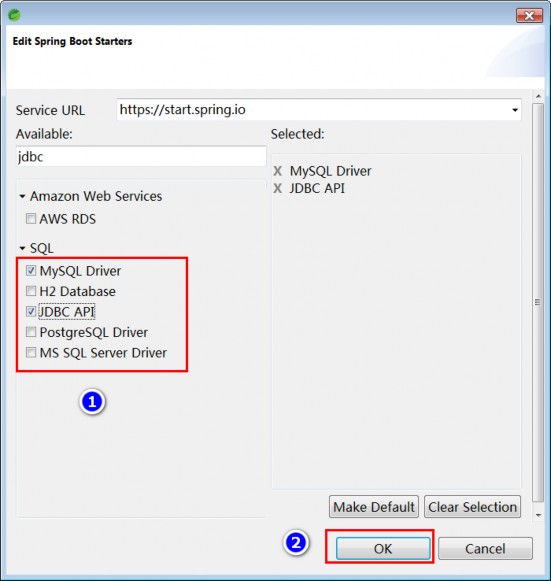 Edit Spring Boot Starters
Service URL https://start.spring.io
Available: Selected:
jdbc
X MySQL Driver
X JDBC API
Amazon Web Services
AWS RDS
SQL
MySQL Driver
H2 Database
JDBC API
PostgreSQL Driver
MS SQL Server Driver
1
Make Default Clear Selection
2 OK Cancel